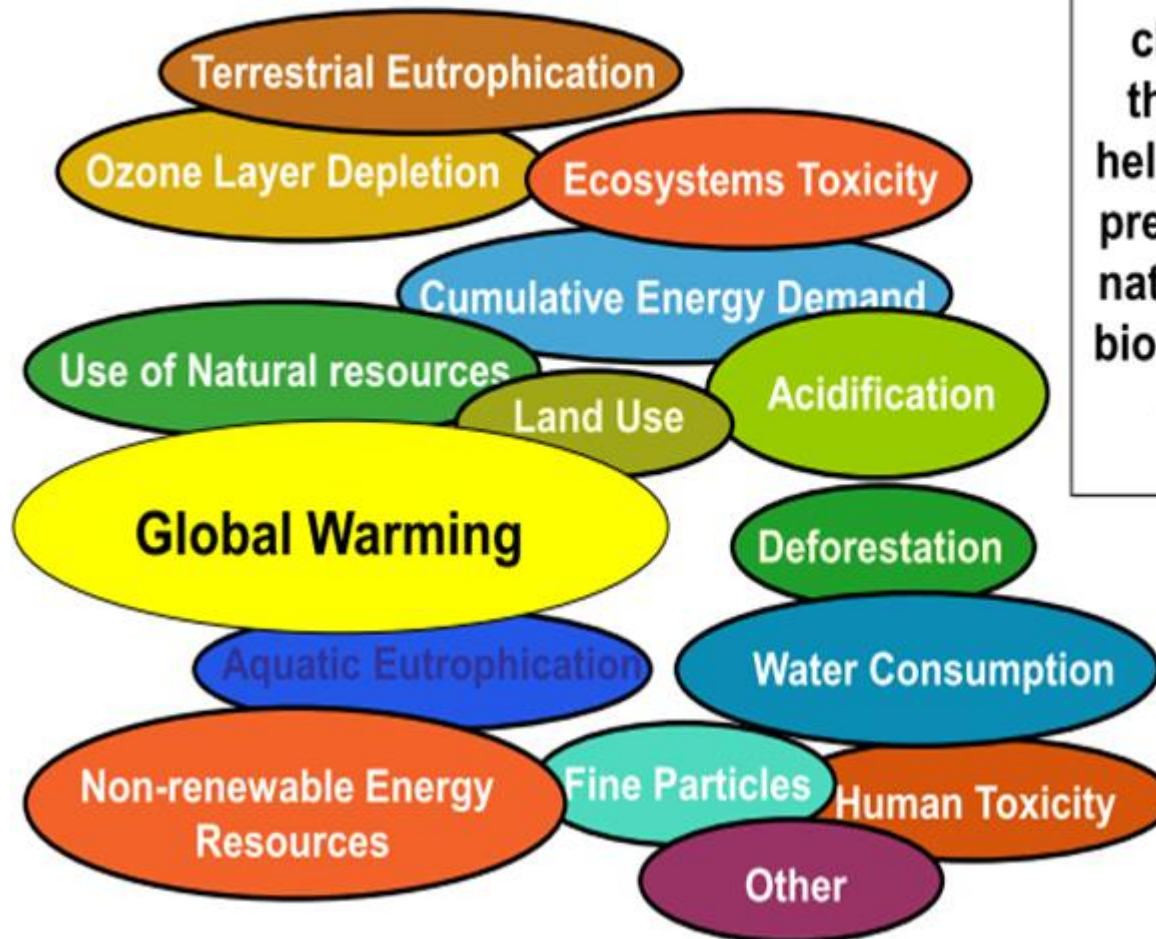 Terrestrial Eutrophication
Ozone Layer Depletion
Ecosystems Toxicity
Cumulative Energy Demand
Use of Natural resources
Land Use
Acidification
Global Warming
Deforestation
Aquatic Eutrophication
Water Consumption
Non-renewable Energy
Resources
Fine Particles
Human Toxicity
Other